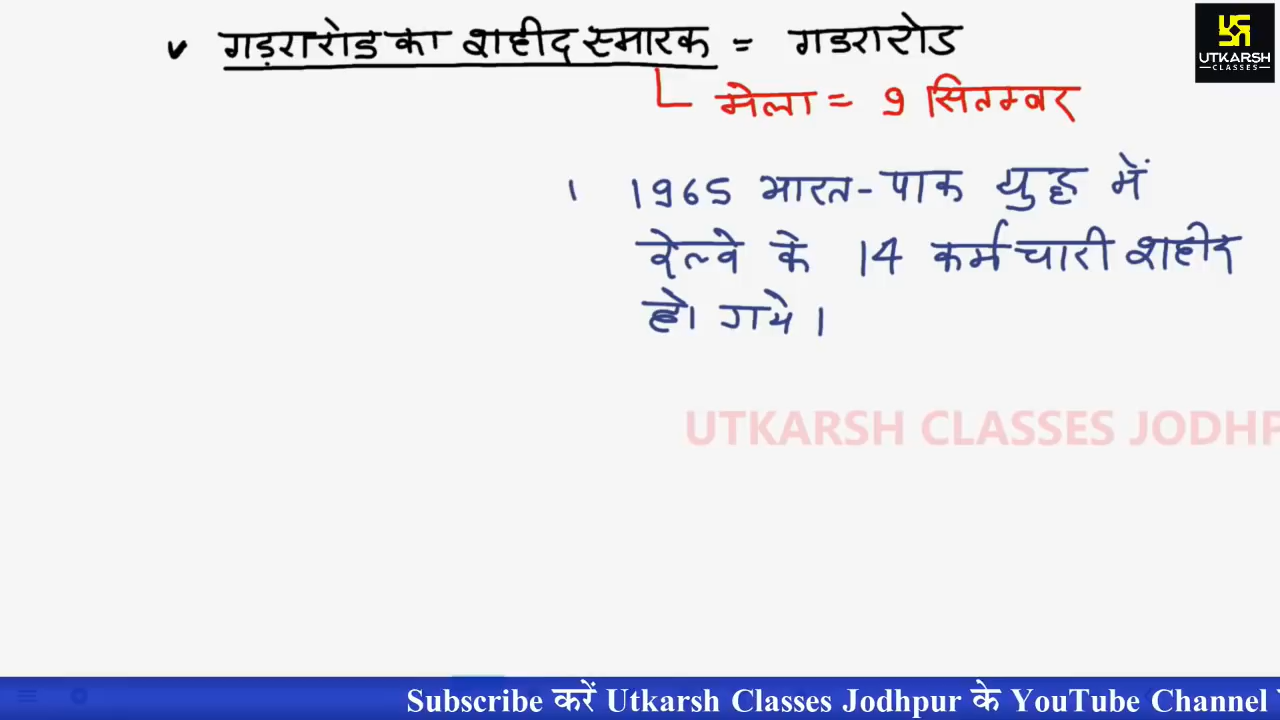 ✓ गड़रारोड का शहीद स्मारक = गडरारोड
मेला = 9 सितम्बर
1965 भारत-पाक युद्ध में
रेल्वे के 14 कर्मचारी शहीद
हो गये।
UTKARSH CLASSES JODHP
UTKARSH
CLASSES
Subscribe करें Utkarsh Classes Jodhpur के YouTube Channel